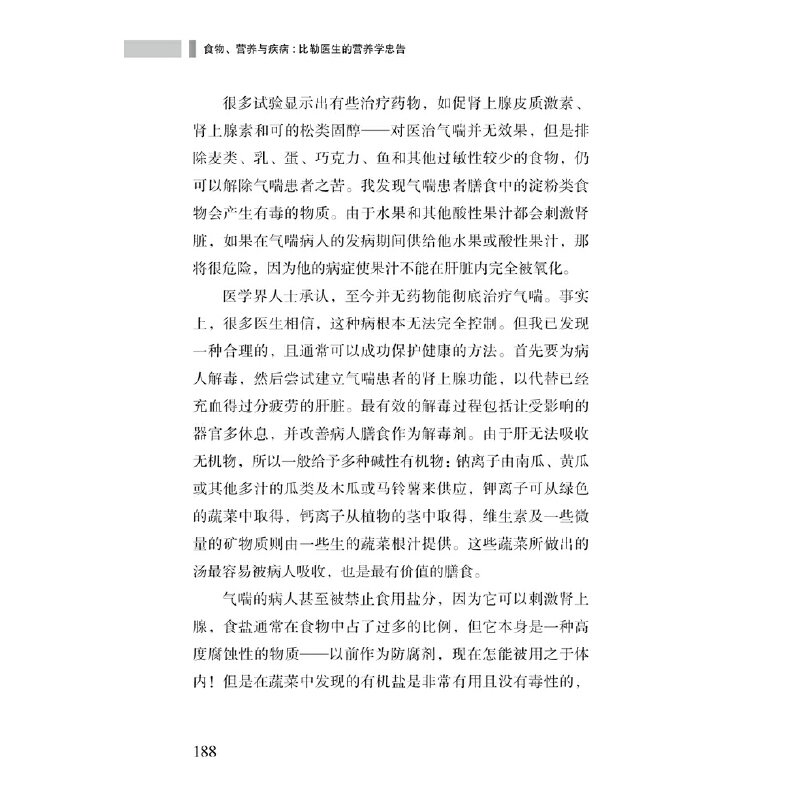 食物、营养与疾病：比勒医生的营养学忠告
很多试验显示出有些治疗药物，如促肾上腺皮质激素、
肾上腺素和可的松类固醇——对医治气喘并无效果，但是排
除麦类、乳、蛋、巧克力、鱼和其他过敏性较少的食物，仍
可以解除气喘患者之苦。我发现气喘患者膳食中的淀粉类食
物会产生有毒的物质。由于水果和其他酸性果汁都会刺激肾
脏，如果在气喘病人的发病期间供给他水果或酸性果汁，那
将很危险，因为他的病症使果汁不能在肝脏内完全被氧化。
医学界人士承认，至今并无药物能彻底治疗气喘。事实
上，很多医生相信，这种病根本无法完全控制。但我已发现
一种合理的，且通常可以成功保护健康的方法。首先要为病
人解毒，然后尝试建立气喘患者的肾上腺功能，以代替已经
充血得过分疲劳的肝脏。最有效的解毒过程包括让受影响的
器官多休息，并改善病人膳食作为解毒剂。由于肝无法吸收
无机物，所以一般给予多种碱性有机物：钠离子由南瓜、黄瓜
或其他多汁的瓜类及木瓜或马铃薯来供应，钾离子可从绿色
的蔬菜中取得，钙离子从植物的茎中取得，维生素及一些微
量的矿物质则由一些生的蔬菜根汁提供。这些蔬菜所做出的
汤最容易被病人吸收，也是最有价值的膳食。
气喘的病人甚至被禁止食用盐分，因为它可以刺激肾上
腺，食盐通常在食物中占了过多的比例，但它本身是一种高
度腐蚀性的物质——以前作为防腐剂，现在怎能被用之于体
内！但是在蔬菜中发现的有机盐是非常有用且没有毒性的，
188